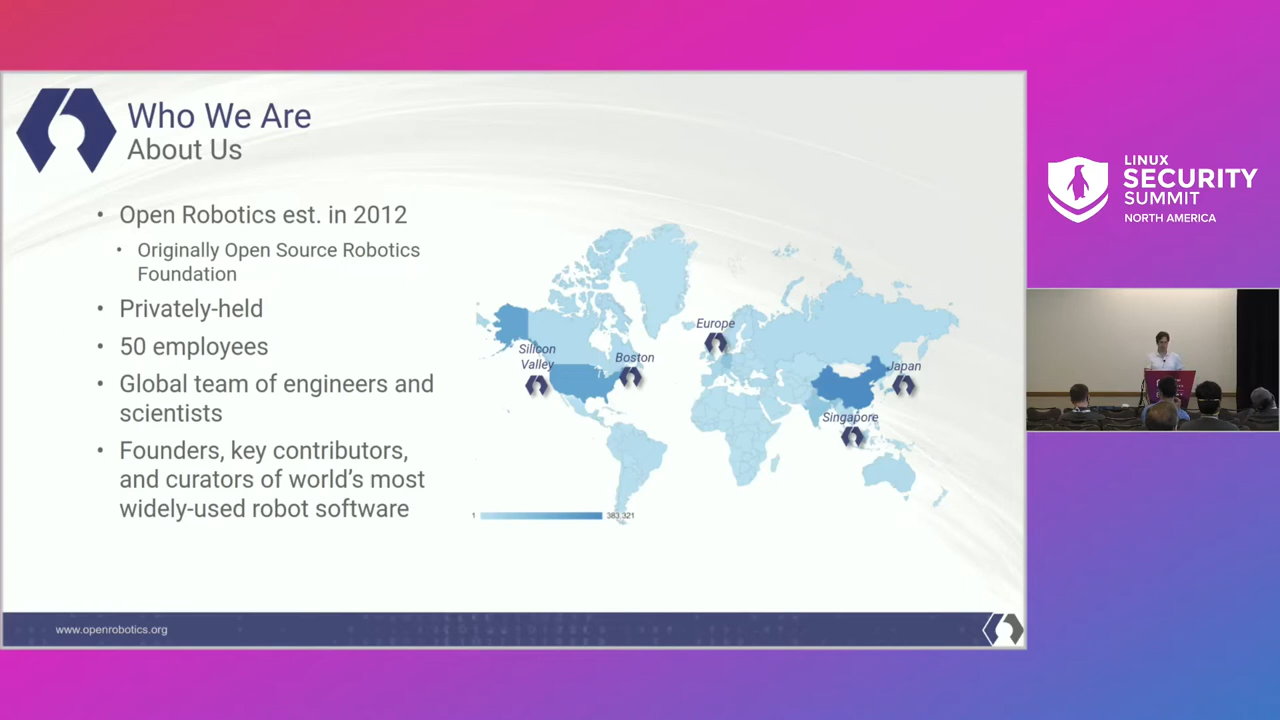 Who We Are
About Us
• Open Robotics est. in 2012
• Originally Open Source Robotics
Foundation
• Privately-held
• 50 employees
• Global team of engineers and
scientists
• Founders, key contributors,
and curators of world's most
widely-used robot software
Silicon
Valley
Boston
Europe
Japan
Singapore
1
383,321
www.openrobotics.org
LINUX
SECURITY
SUMMIT
NORTH AMERICA